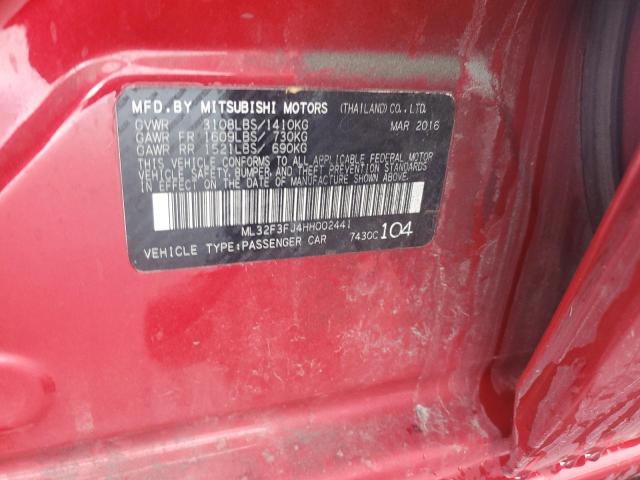 MFD.BY MITSUBISHI MOTORS (THAILAND) CO., LTD.
GVWR 3108LBS/1410KG MAR 2016
GAWR FR 1609LBS/ 730KG
GAWR RR 1521LBS/ 690KG
THIS VEHICLE CONFORMS TO ALL APPLICABLE FEDERAL MOTOR
VEHICLE SAFETY, BUMPER, AND THEFT PREVENTION STANDARDS
IN EFFECT ON THE DATE OF MANUFACTURE SHOWN ABOVE.
ML32F3FJ4HH002441
VEHICLE TYPE:PASSENGER CAR 7430C 104